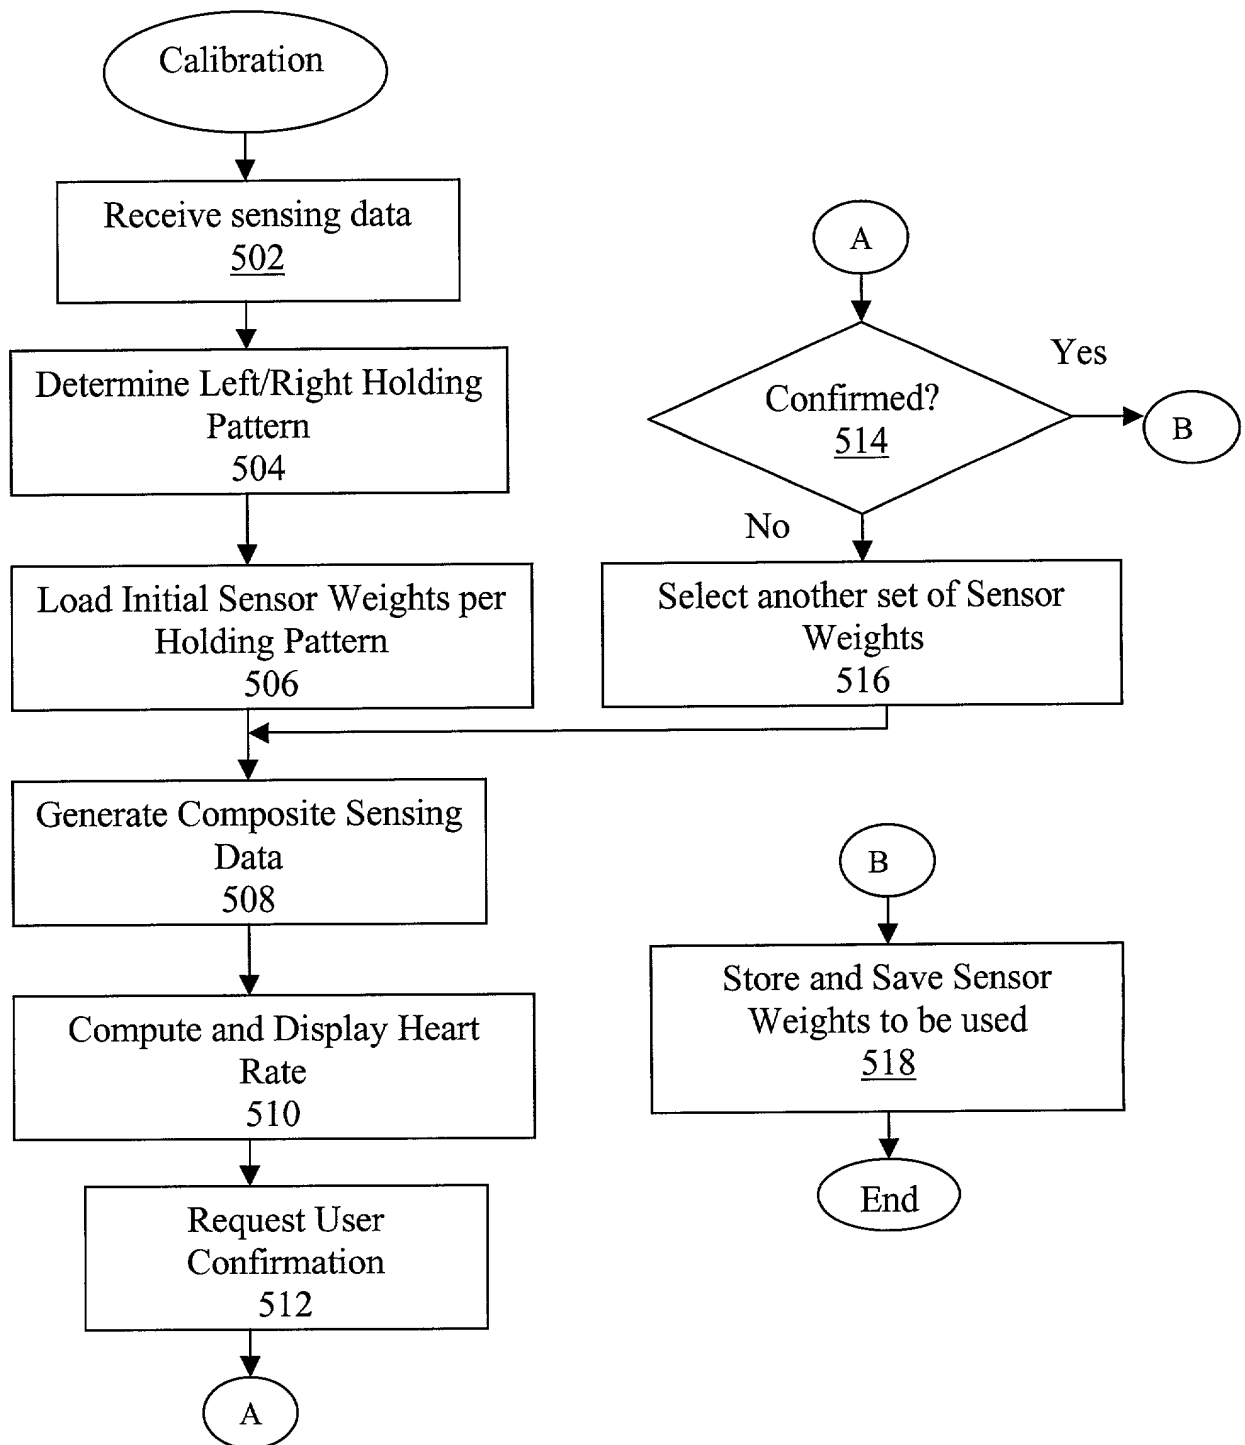 Calibration
Receive sensing data
502
Determine Left/Right Holding
Pattern
504
Load Initial Sensor Weights per
Holding Pattern
506
Generate Composite Sensing
Data
508
Compute and Display Heart
Rate
510
Request User
Confirmation
512
A
A
Confirmed?
514
Yes
B
No
Select another set of Sensor
Weights
516
B
Store and Save Sensor
Weights to be used
518
End